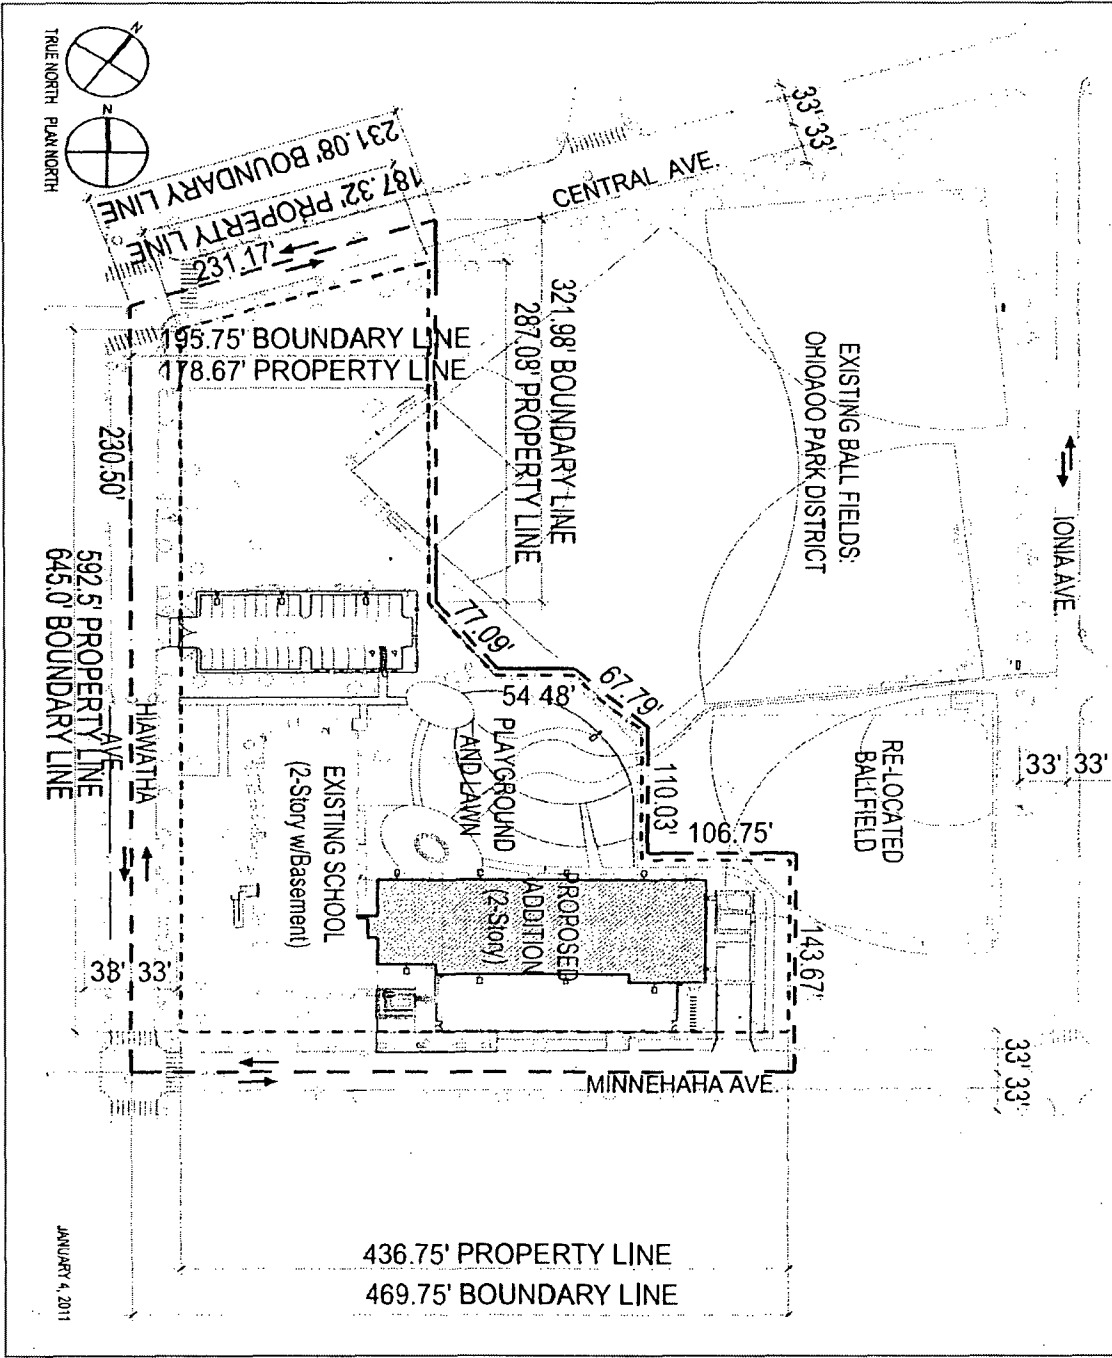 N
TRUE NORTH
N
PLAN NORTH
231.08' BOUNDARY LINE
187.32' PROPERTY LINE
231.17'
CENTRAL AVE.
33' 33'
195.75' BOUNDARY LINE
178.67' PROPERTY LINE
321.98' BOUNDARY LINE
287.08' PROPERTY LINE
EXISTING BALL FIELDS:
OHIOAOO PARK DISTRICT
IONIA AVE.
230.50'
592.5' PROPERTY LINE
645.0' BOUNDARY LINE
HIAWATHA
AVE
77.09'
54 48'
67.79'
110.03'
106.75'
143.67'
PLAYGROUND
AND LAWN
RE-LOCATED
BALLFIELD
33' 33'
EXISTING SCHOOL
(2-Story w/Basement)
PROPOSED
ADDITION
(2-Story)
33' 33'
33' 33'
MINNEHAHA AVE.
436.75' PROPERTY LINE
469.75' BOUNDARY LINE
JANUARY 4, 2011